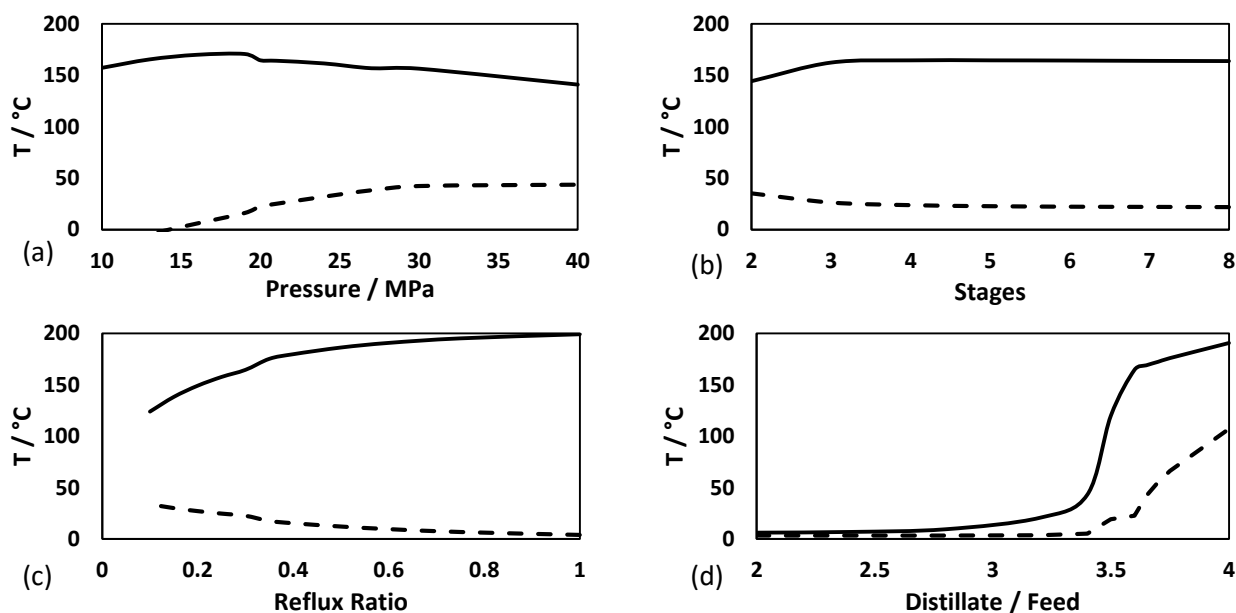 200
150
100
50
0
T / °C
10 15 20 25 30 35 40
Pressure / MPa
(a)
200
150
100
50
0
T / °C
2 3 4 5 6 7 8
Stages
(b)
200
150
100
50
0
T / °C
0 0.2 0.4 0.6 0.8 1
Reflux Ratio
(c)
200
150
100
50
0
T / °C
2 2.5 3 3.5 4
Distillate / Feed
(d)